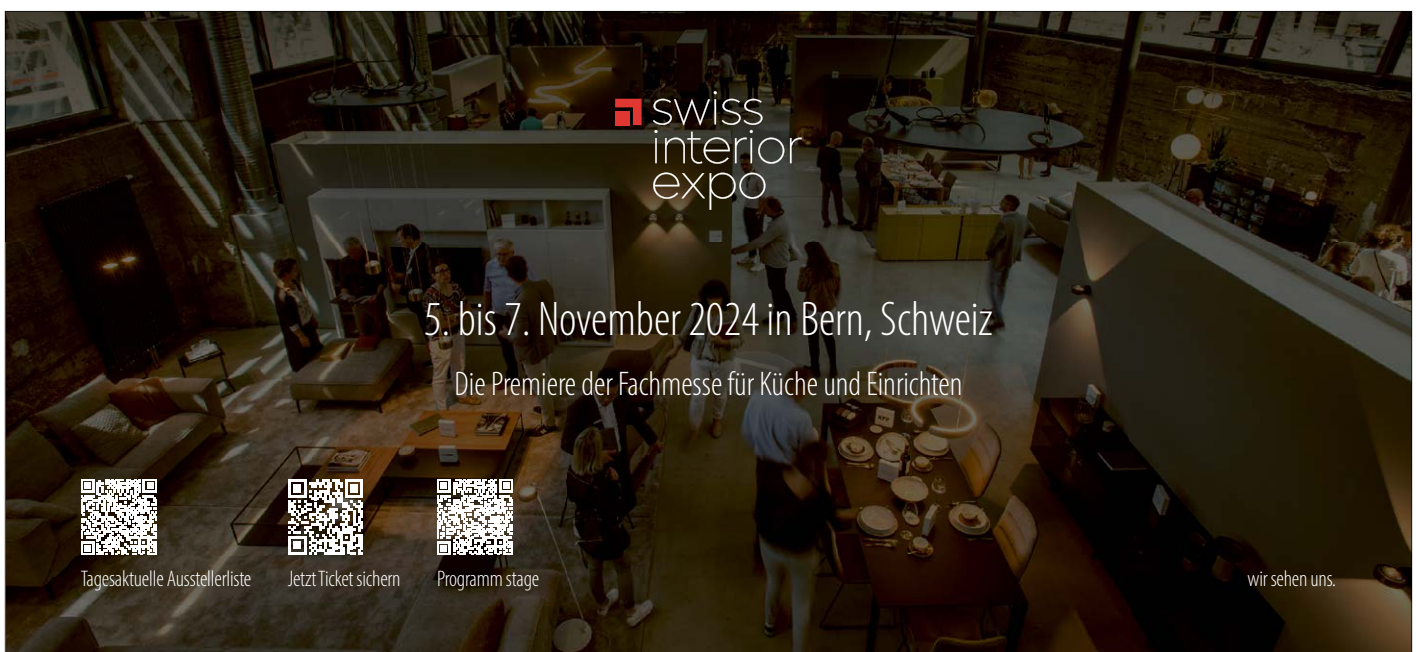 swiss
interior
expo
5. bis 7. November 2024 in Bern, Schweiz
Die Premiere der Fachmesse für Küche und Einrichten
Tagesaktuelle Ausstellerliste
Jetzt Ticket sichern
Programm stage
wir sehen uns.